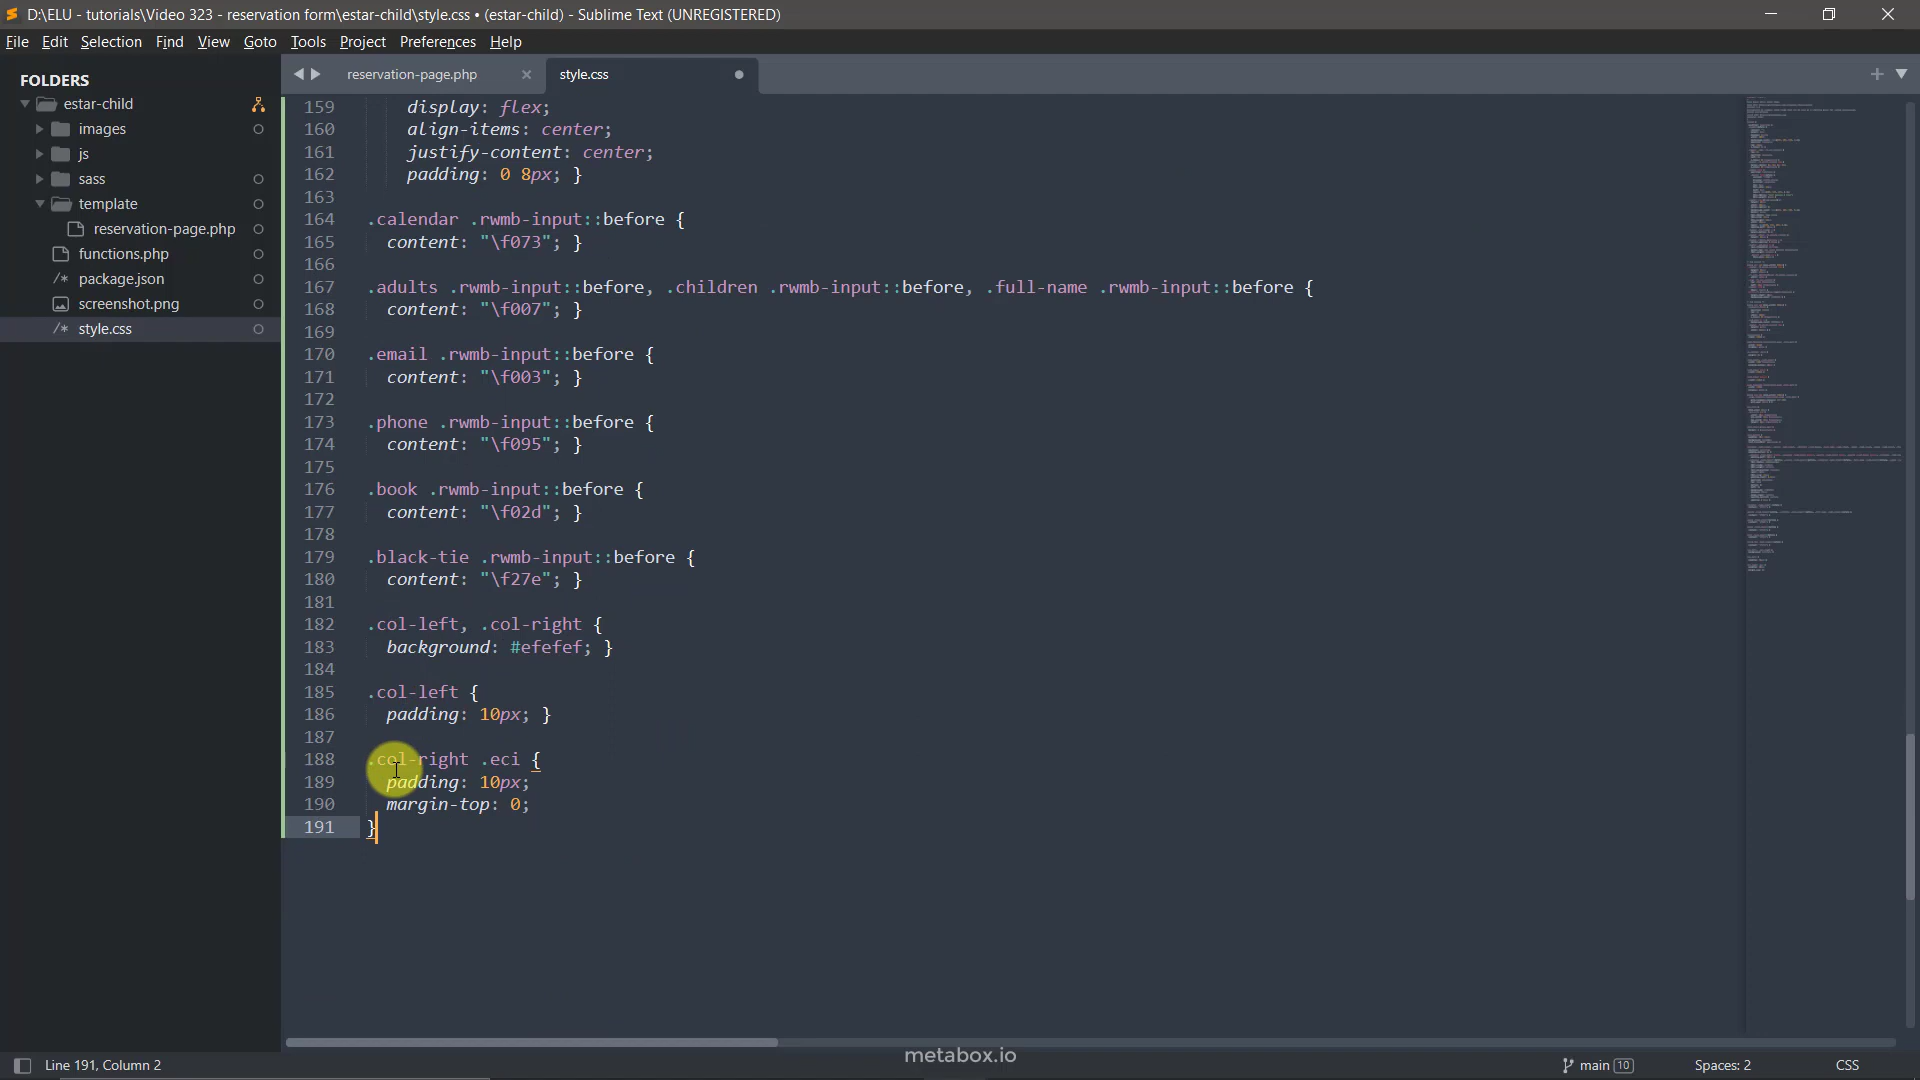 D:\ELU - tutorials\Video 323 - reservation form\estar-child\style.css • (estar-child) - Sublime Text (UNREGISTERED)
File Edit Selection Find View Goto Tools Project Preferences Help
FOLDERS
estar-child
images
js
sass
template
reservation-page.php
functions.php
/* package.json
screenshot.png
/* style.css
reservation-page.php × style.css
159 display: flex;
160 align-items: center;
161 justify-content: center;
162 padding: 0 8px; }
163
164 .calendar .rwmb-input::before {
165 content: "\f073"; }
166
167 .adults .rwmb-input::before, .children .rwmb-input::before, .full-name .rwmb-input::before {
168 content: "\f007"; }
169
170 .email .rwmb-input::before {
171 content: "\f003"; }
172
173 .phone .rwmb-input::before {
174 content: "\f095"; }
175
176 .book .rwmb-input::before {
177 content: "\f02d"; }
178
179 .black-tie .rwmb-input::before {
180 content: "\f27e"; }
181
182 .col-left, .col-right {
183 background: #efefef; }
184
185 .col-left {
186 padding: 10px; }
187
188 .col-right .eci {
189 padding: 10px;
190 margin-top: 0;
191 }
metabox.io
Line 191, Column 2 main 10 Spaces: 2 CSS